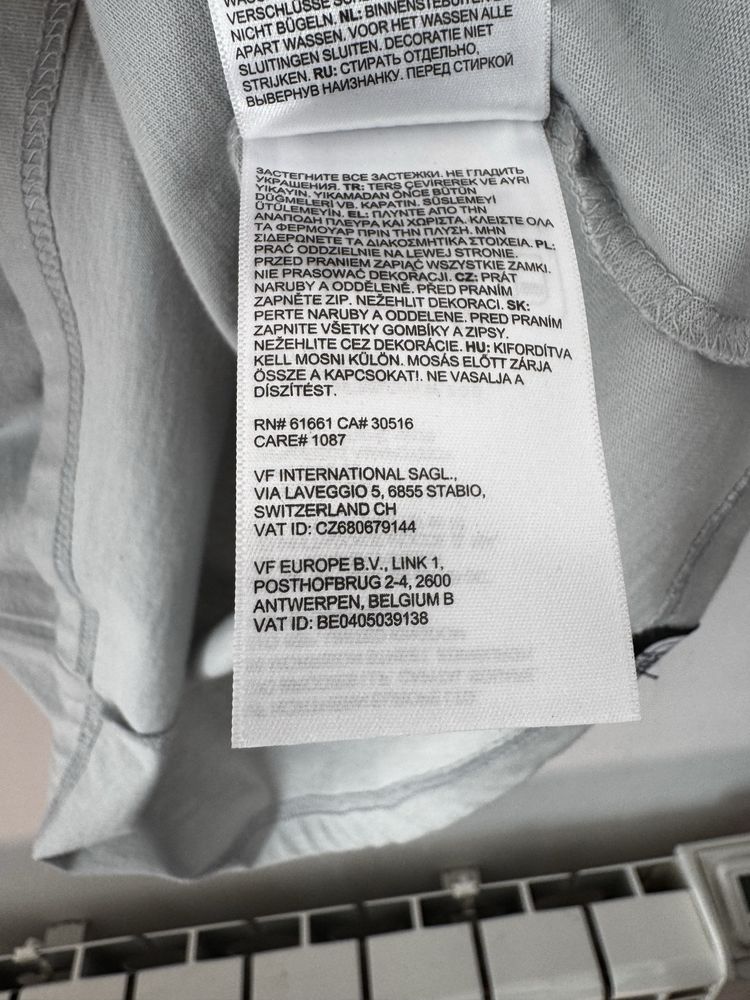 VERSCHLÜSSE
NICHT BÜGELN. NL: BINNENSTEBUITEN
APART WASSEN. VOOR HET WASSEN ALLE
SLUITINGEN SLUITEN. DECORATIE NIET
STRIJKEN. RU: СТИРАТЬ ОТДЕЛЬНО,
ВЫВЕРНУВ НАИЗНАНКУ. ПЕРЕД СТИРКОЙ
ЗАСТЕГНИТЕ ВСЕ ЗАСТЕЖКИ. НЕ ГЛАДИТЬ
УКРАШЕНИЯ. TR: TERS ÇEVİREREK VE AYRI
YIKAYIN. YIKAMADAN ÖNCE BÜTÜN
DÜĞMELERİ VB. KAPATIN. SÜSLEMEYİ
ÜTÜLEMEYİN. EL: ΠΛΥΝΤΕ ΑΠΟ ΤΗΝ
ΑΝΑΠΟΔΗ ΠΛΕΥΡΑ ΚΑΙ ΧΩΡΙΣΤΑ. ΚΛΕΙΣΤΕ ΟΛΑ
ΤΑ ΦΕΡΜΟΥΑΡ ΠΡΙΝ ΤΗΝ ΠΛΥΣΗ. ΜΗΝ
ΣΙΔΕΡΩΝΕΤΕ ΤΑ ΔΙΑΚΟΣΜΗΤΙΚΑ ΣΤΟΙΧΕΙΑ. PL:
PRAĆ ODDZIELNIE NA LEWEJ STRONIE.
PRZED PRANIEM ZAPIĄĆ WSZYSTKIE ZAMKI.
NIE PRASOWAĆ DEKORACJI. CZ: PRÁT
NARUBY A ODDĚLENĚ. PŘED PRANÍM
ZAPNĚTE ZIP. NEŽEHLIT DEKORACI. SK:
PERTE NARUBY A ODDELENE. PRED PRANÍM
ZAPNITE VŠETKY GOMBÍKY A ZIPSY.
NEŽEHLITE CEZ DEKORÁCIE. HU: KIFORDÍTVA
KELL MOSNI KÜLÖN. MOSÁS ELŐTT ZÁRJA
ÖSSZE A KAPCSOKAT!. NE VASALJA A
DÍSZÍTÉST.
RN# 61661 CA# 30516
CARE# 1087
VF INTERNATIONAL SAGL.,
VIA LAVEGGIO 5, 6855 STABIO,
SWITZERLAND CH
VAT ID: CZ680679144
VF EUROPE B.V., LINK 1,
POSTHOFBRUG 2-4, 2600
ANTWERPEN, BELGIUM B
VAT ID: BE0405039138